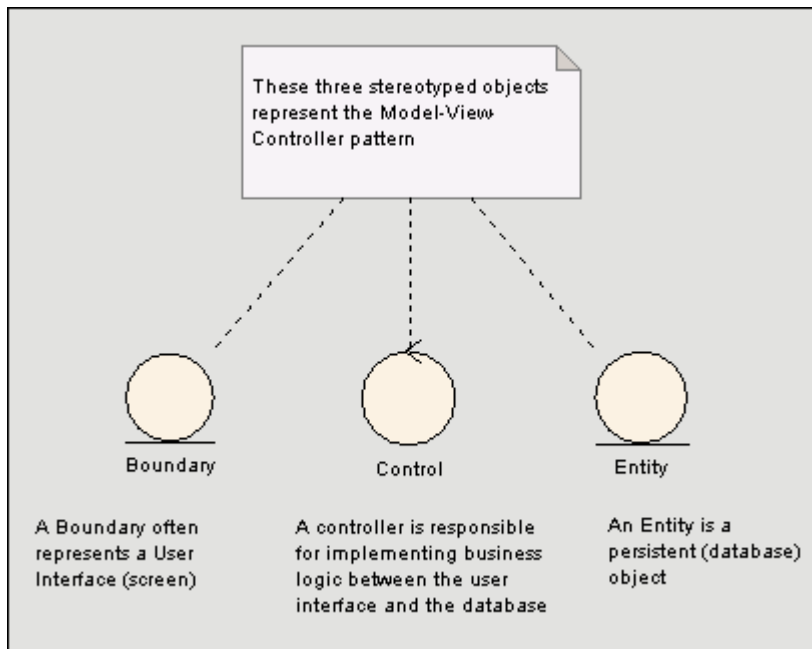 These three stereotyped objects
represent the Model-View
Controller pattern
Boundary
Control
Entity
A Boundary often
represents a User
Interface (screen)
A controller is responsible
for implementing business
logic between the user
interface and the database
An Entity is a
persistent (database)
object